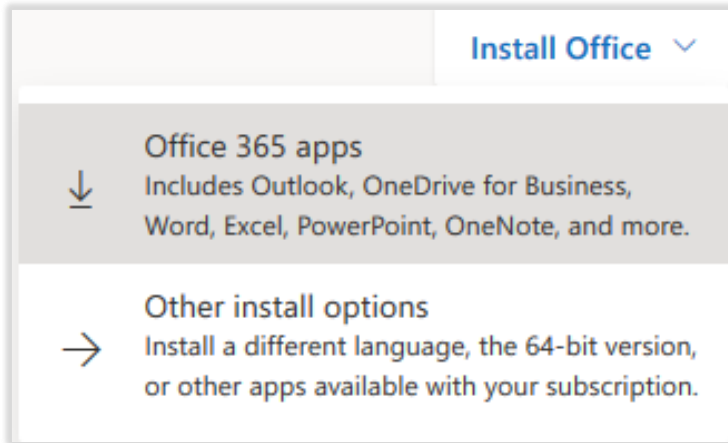 Install Office
Office 365 apps
Includes Outlook, OneDrive for Business,
Word, Excel, PowerPoint, OneNote, and more.
Other install options
Install a different language, the 64-bit version,
or other apps available with your subscription.